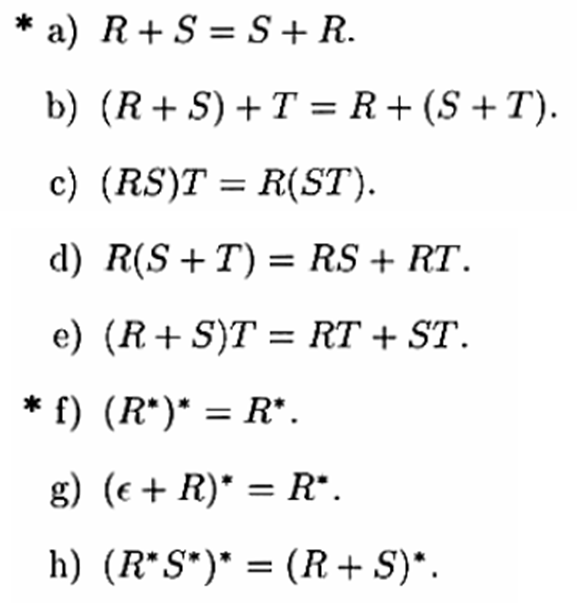 * a) R + S = S + R.
b) (R + S) + T = R + (S + T).
c) (RS)T = R(ST).
d) R(S + T) = RS + RT.
e) (R + S)T = RT + ST.
* f) (R*)* = R*.
g) (ϵ + R)* = R*.
h) (R*S*)* = (R + S)*.